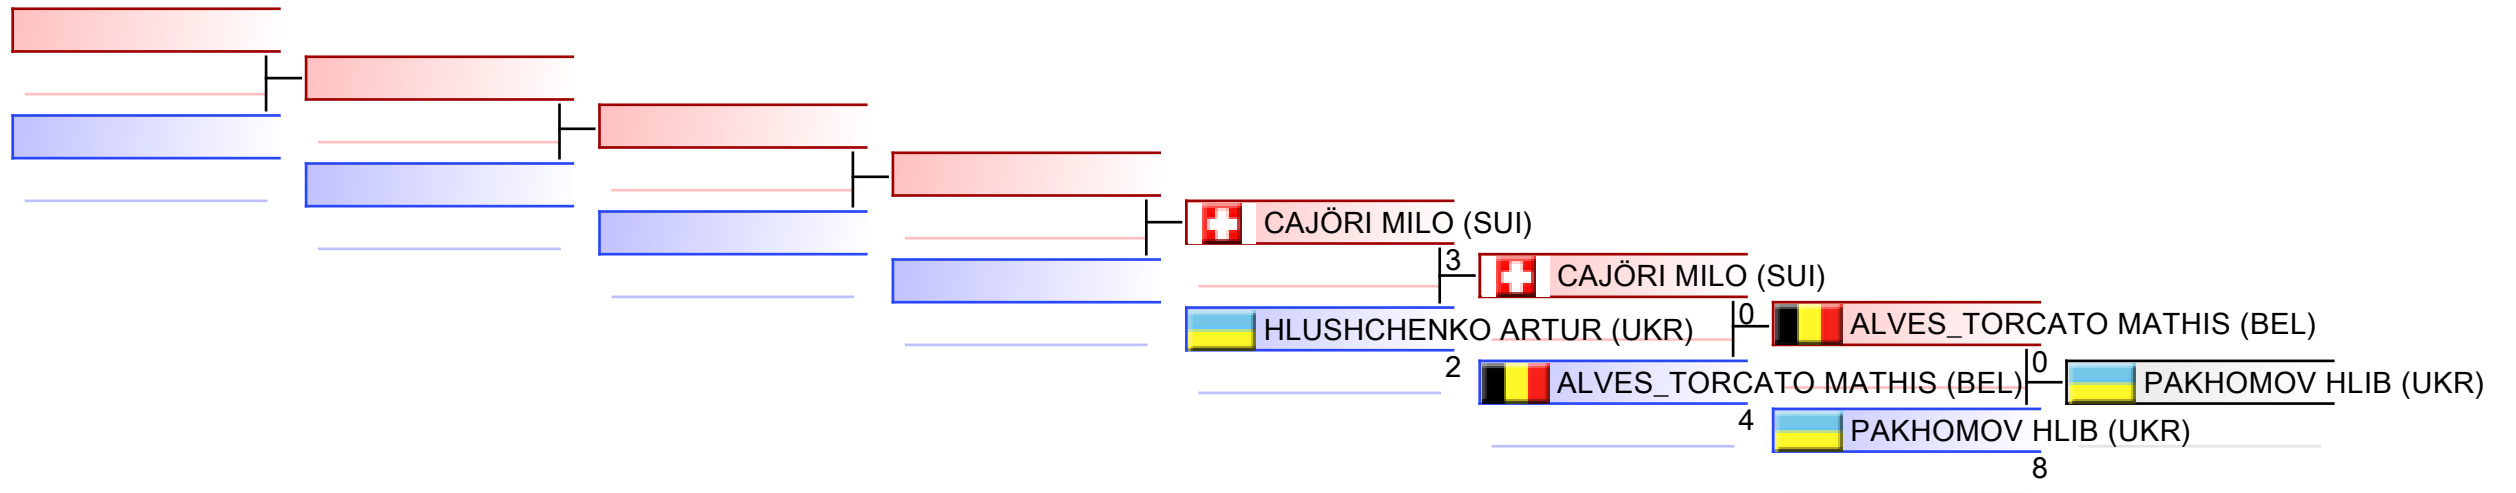 CAJÖRI MILO (SUI)
3
CAJÖRI MILO (SUI)
HLUSHCHENKO ARTUR (UKR)
2
0
ALVES_TORCATO MATHIS (BEL)
ALVES_TORCATO MATHIS (BEL)
4
0
PAKHOMOV HLIB (UKR)
PAKHOMOV HLIB (UKR)
8